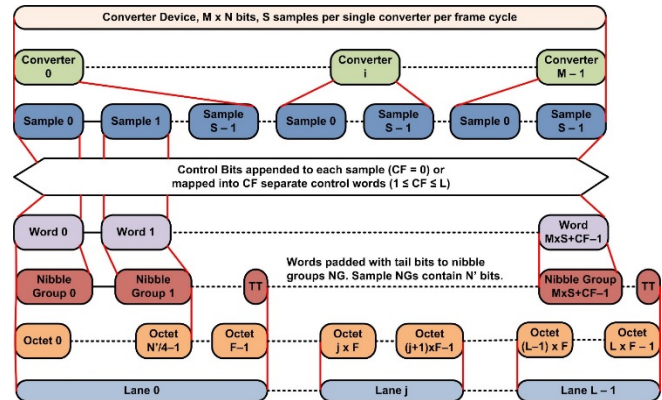 Converter Device, M x N bits, S samples per single converter per frame cycle
Converter
0
Converter
i
Converter
M – 1
Sample 0
Sample 1
Sample
S – 1
Sample 0
Sample
S – 1
Sample 0
Sample
S – 1
Control Bits appended to each sample (CF = 0) or
mapped into CF separate control words (1 ≤ CF ≤ L)
Word 0
Word 1
Word
MxS+CF–1
Nibble
Group 0
Nibble
Group 1
TT
Words padded with tail bits to nibble
groups NG. Sample NGs contain N' bits.
Nibble Group
MxS+CF–1
TT
Octet 0
Octet
N'/4–1
Octet
F–1
Octet
j x F
Octet
(j+1)xF–1
Octet
(L–1) x F
Octet
L x F – 1
Lane 0
Lane j
Lane L – 1